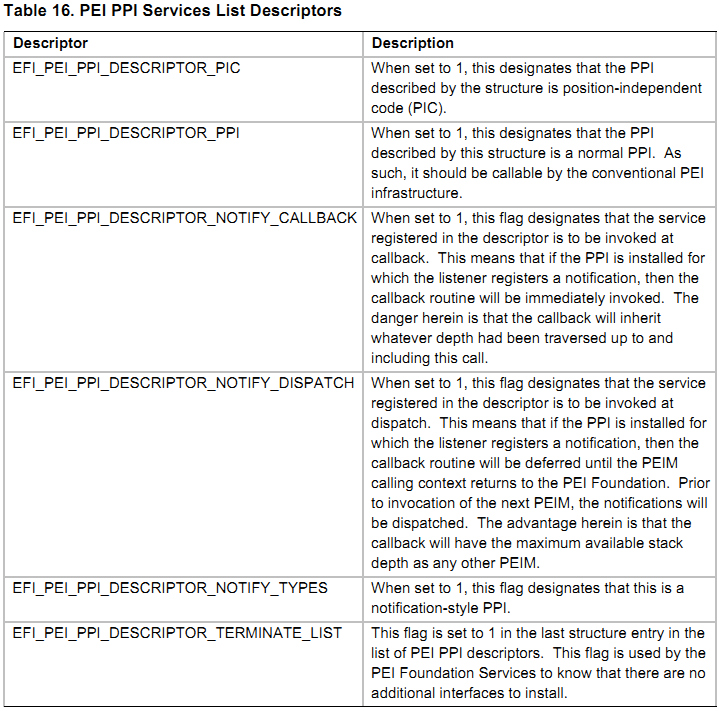 Table 16. PEI PPI Services List Descriptors
Descriptor
Description
EFI_PEI_PPI_DESCRIPTOR_PIC
When set to 1, this designates that the PPI
described by the structure is position-independent
code (PIC).
EFI_PEI_PPI_DESCRIPTOR_PPI
When set to 1, this designates that the PPI
described by this structure is a normal PPI.  As
such, it should be callable by the conventional PEI
infrastructure.
EFI_PEI_PPI_DESCRIPTOR_NOTIFY_CALLBACK
When set to 1, this flag designates that the service
registered in the descriptor is to be invoked at
callback.  This means that if the PPI is installed for
which the listener registers a notification, then the
callback routine will be immediately invoked.  The
danger herein is that the callback will inherit
whatever depth had been traversed up to and
including this call.
EFI_PEI_PPI_DESCRIPTOR_NOTIFY_DISPATCH
When set to 1, this flag designates that the service
registered in the descriptor is to be invoked at
dispatch.  This means that if the PPI is installed for
which the listener registers a notification, then the
callback routine will be deferred until the PEIM
calling context returns to the PEI Foundation.  Prior
to invocation of the next PEIM, the notifications will
be dispatched.  The advantage herein is that the
callback will have the maximum available stack
depth as any other PEIM.
EFI_PEI_PPI_DESCRIPTOR_NOTIFY_TYPES
When set to 1, this flag designates that this is a
notification-style PPI.
EFI_PEI_PPI_DESCRIPTOR_TERMINATE_LIST
This flag is set to 1 in the last structure entry in the
list of PEI PPI descriptors.  This flag is used by the
PEI Foundation Services to know that there are no
additional interfaces to install.